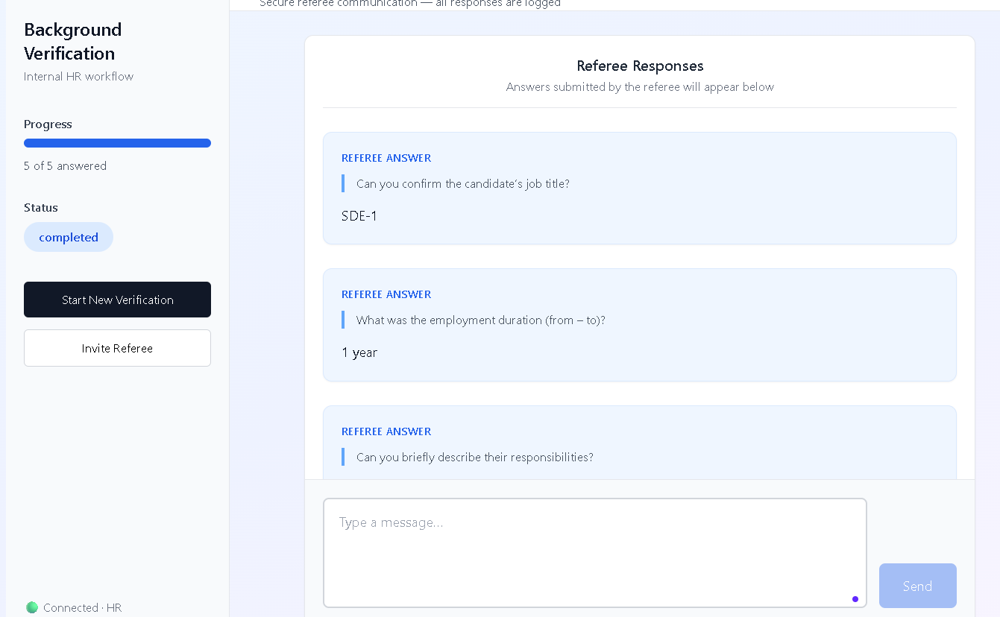 Secure referee communication — all responses are logged
Background
Verification
Internal HR workflow
Progress
5 of 5 answered
Status
completed
Start New Verification
Invite Referee
Connected · HR
Referee Responses
Answers submitted by the referee will appear below
REFEREE ANSWER
Can you confirm the candidate’s job title?
SDE-1
REFEREE ANSWER
What was the employment duration (from – to)?
1 year
REFEREE ANSWER
Can you briefly describe their responsibilities?
Type a message...
Send